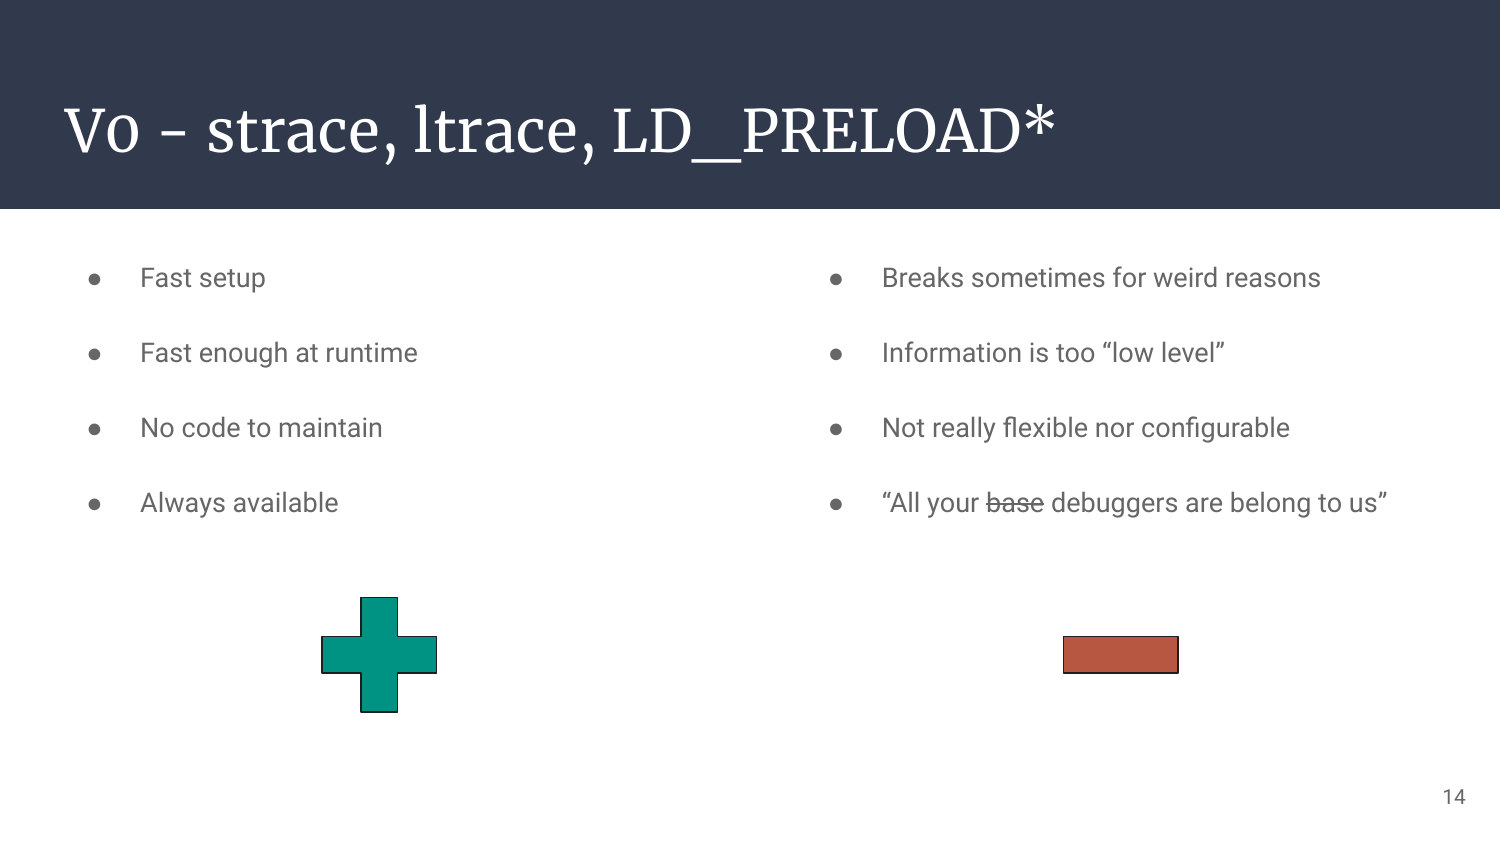 V0 - strace, ltrace, LD_PRELOAD*
● Fast setup
● Fast enough at runtime
● No code to maintain
● Always available
● Breaks sometimes for weird reasons
● Information is too “low level”
● Not really flexible nor configurable
● “All your base debuggers are belong to us”
14